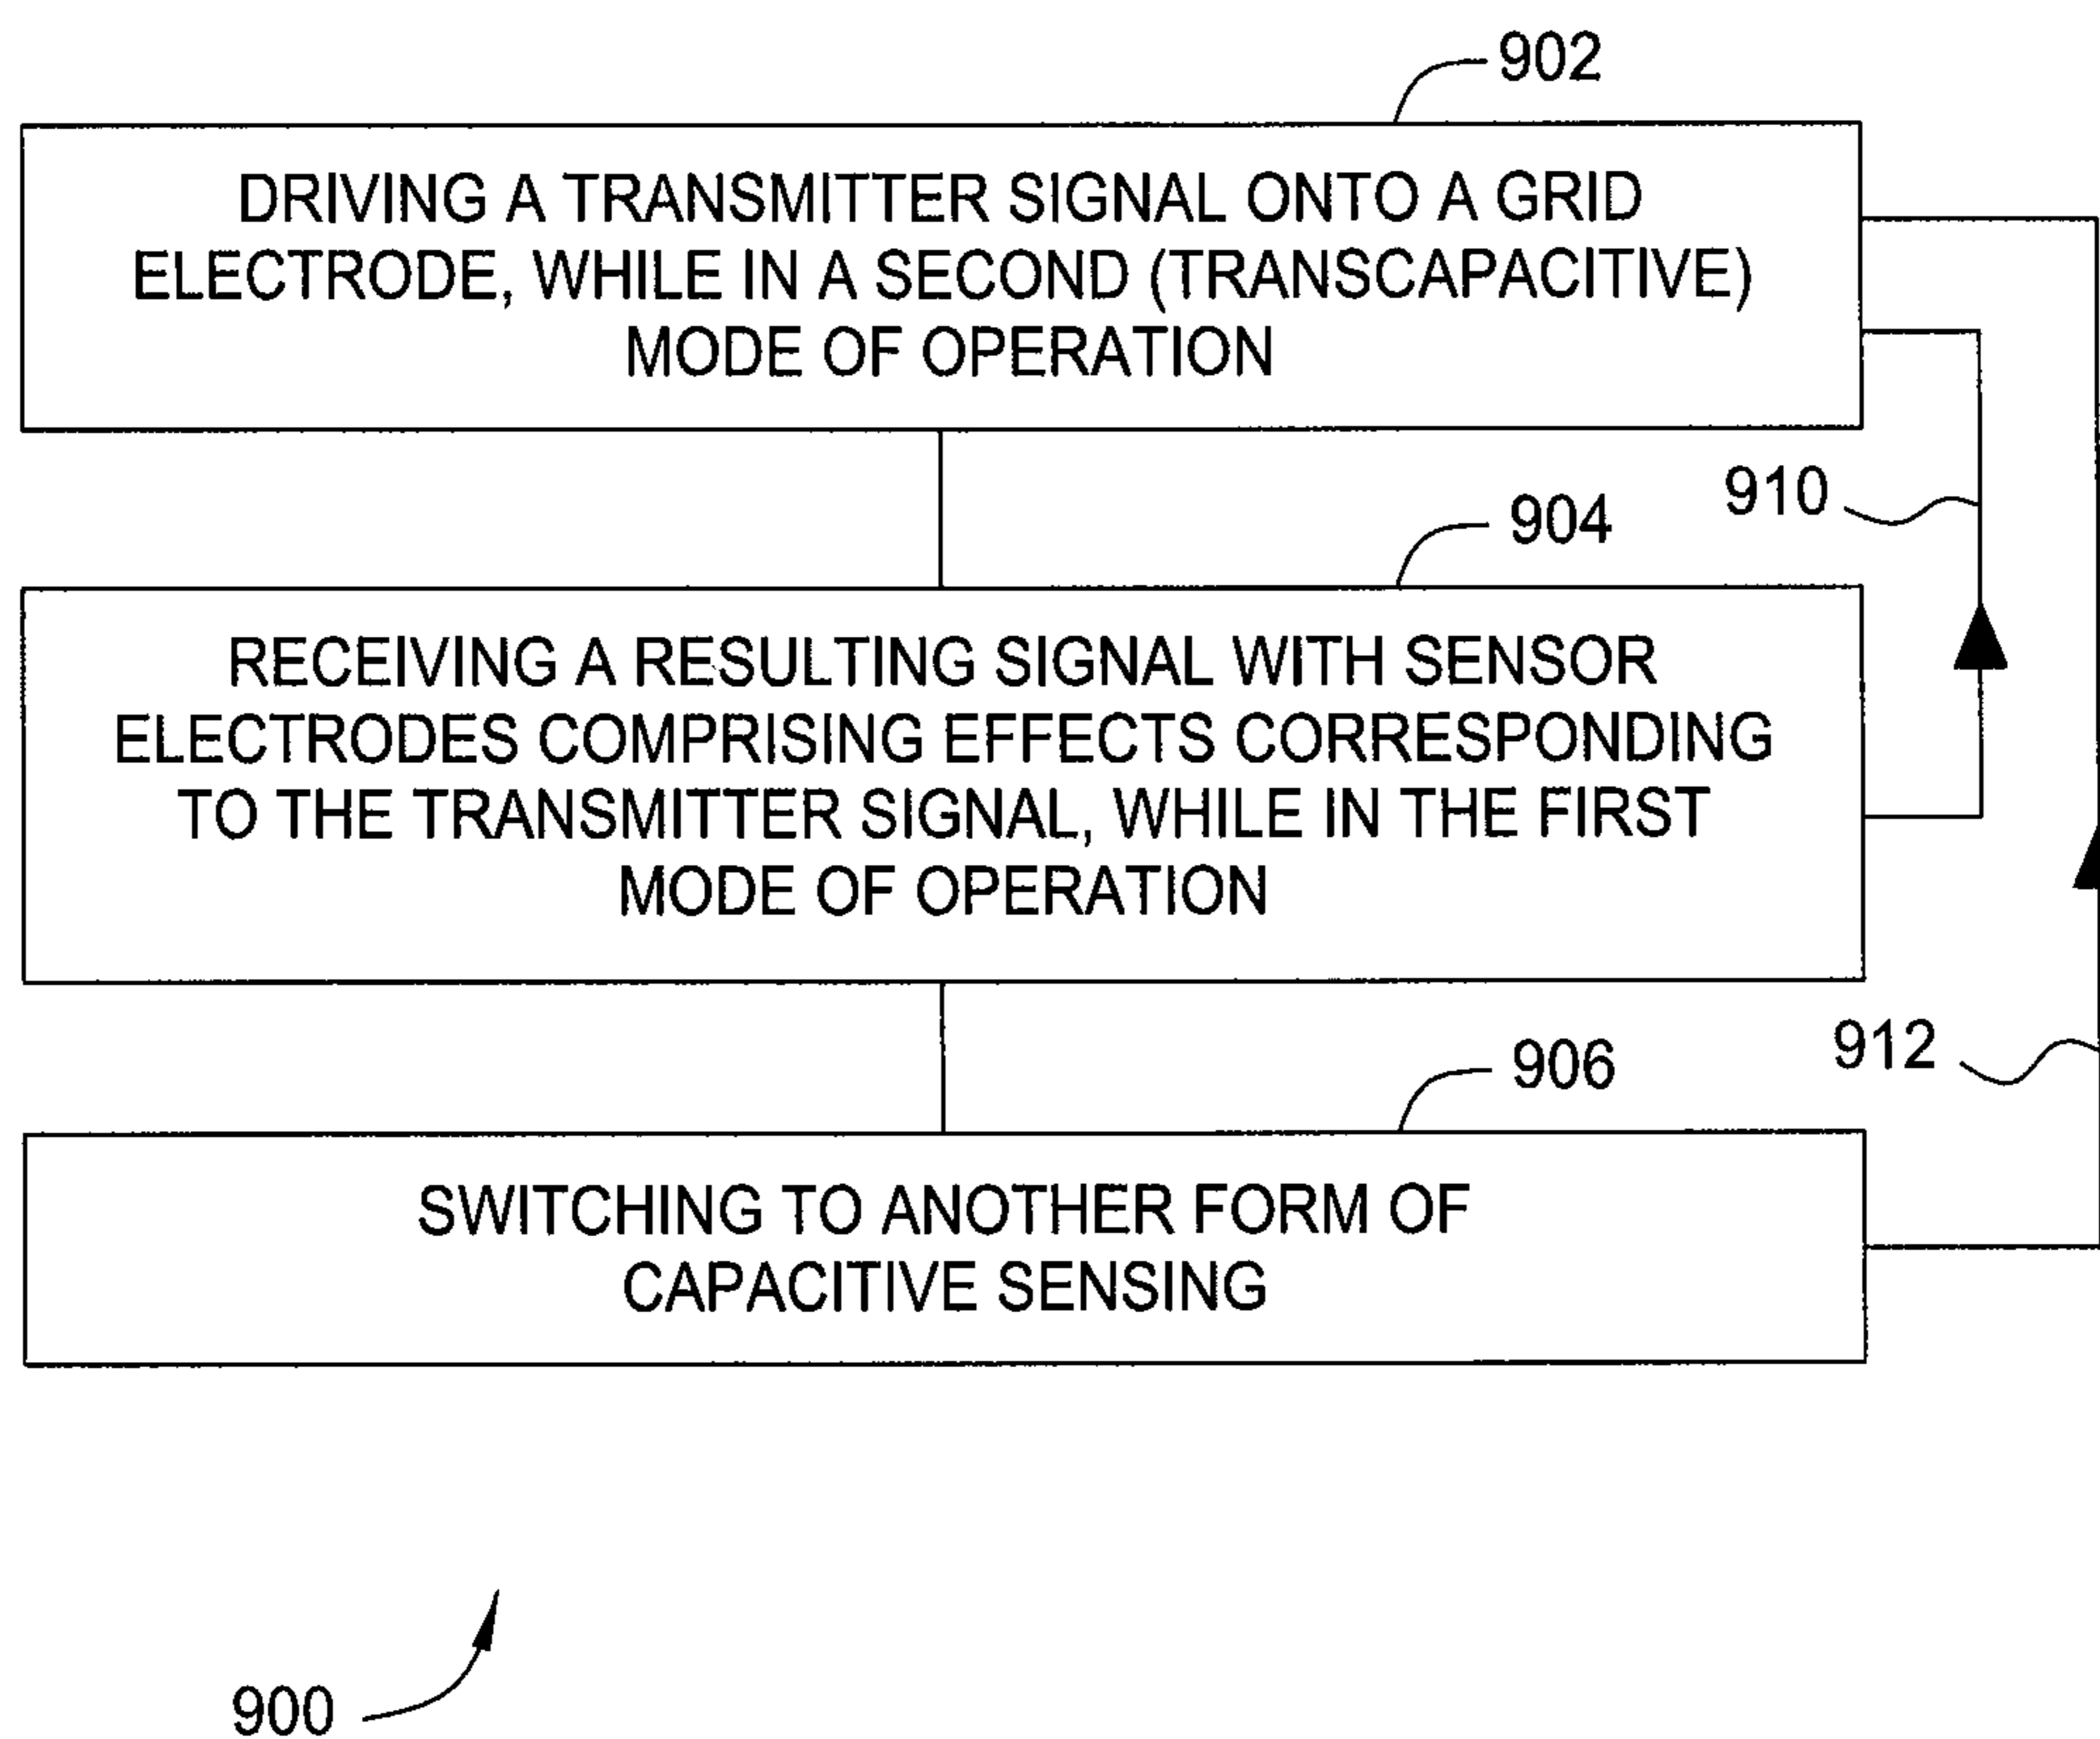 902
DRIVING A TRANSMITTER SIGNAL ONTO A GRID
ELECTRODE, WHILE IN A SECOND (TRANSCAPACITIVE)
MODE OF OPERATION
910
904
RECEIVING A RESULTING SIGNAL WITH SENSOR
ELECTRODES COMPRISING EFFECTS CORRESPONDING
TO THE TRANSMITTER SIGNAL, WHILE IN THE FIRST
MODE OF OPERATION
912
906
SWITCHING TO ANOTHER FORM OF
CAPACITIVE SENSING
900